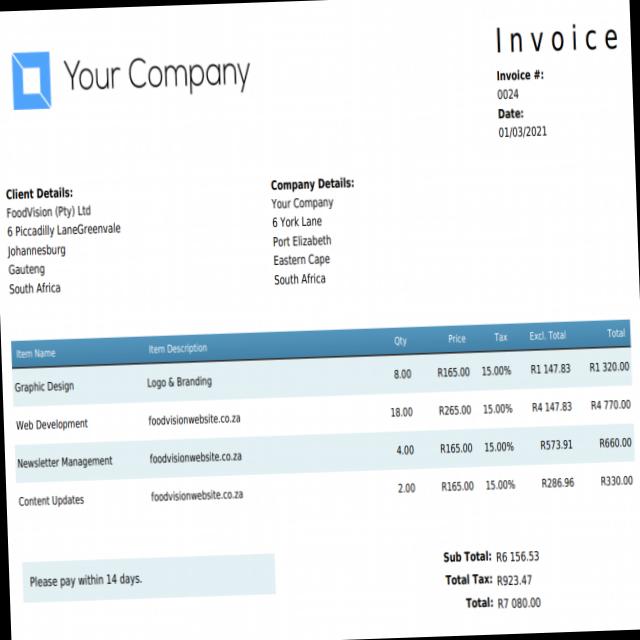 Invoice
Your Company
Invoice #:
0024
Date:
01/03/2021
Client Details:
FoodVision (Pty) Ltd
6 Piccadilly LaneGreenvale
Johannesburg
Gauteng
South Africa
Company Details:
Your Company
6 York Lane
Port Elizabeth
Eastern Cape
South Africa
Item Name Item Description Qty Price Tax Excl. Total Total
Graphic Design Logo & Branding 8.00 R165.00 15.00% R1 147.83 R1 320.00
Web Development foodvisionwebsite.co.za 18.00 R265.00 15.00% R4 147.83 R4 770.00
Newsletter Management foodvisionwebsite.co.za 4.00 R165.00 15.00% R573.91 R660.00
Content Updates foodvisionwebsite.co.za 2.00 R165.00 15.00% R286.96 R330.00
Please pay within 14 days.
Sub Total: R6 156.53
Total Tax: R923.47
Total: R7 080.00